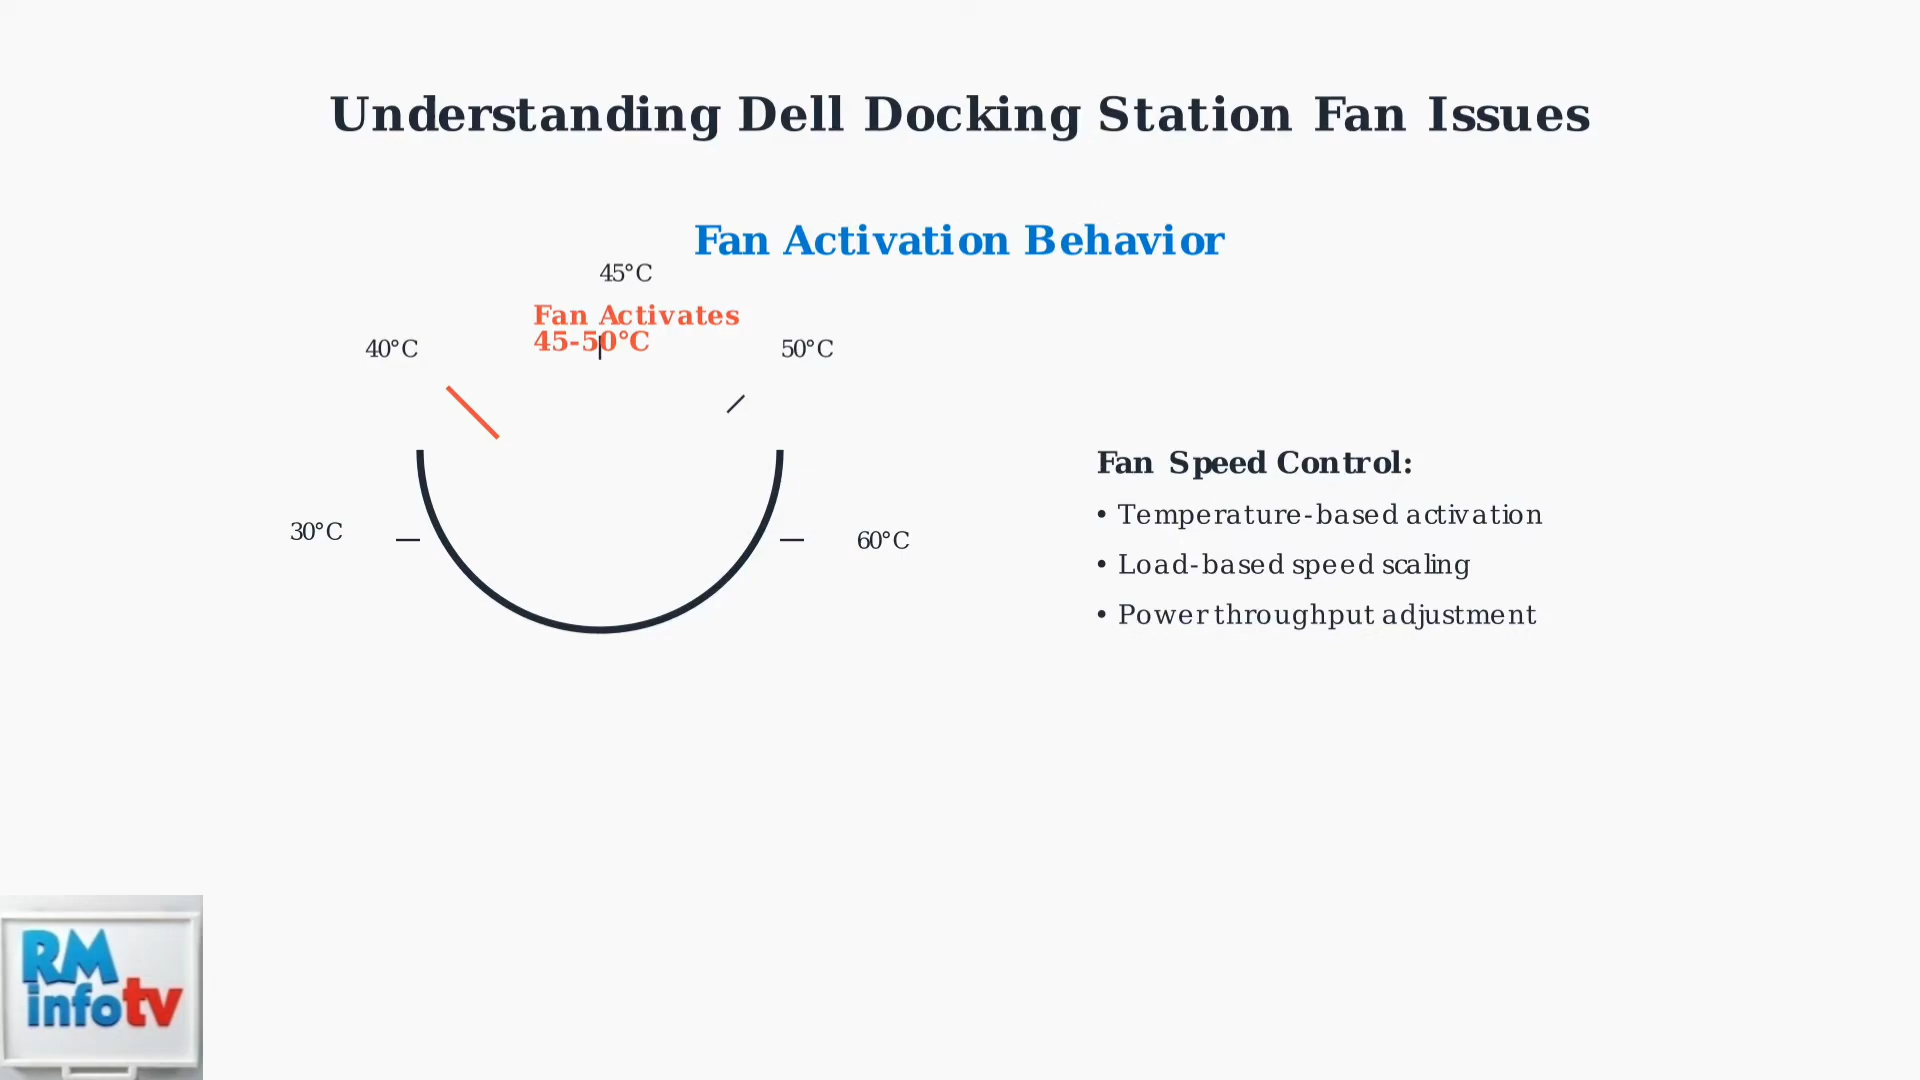 Understanding Dell Docking Station Fan Issues
Fan Activation Behavior
45°C
Fan Activates
45-50°C
40°C
50°C
30°C
60°C
Fan Speed Control:
• Temperature-based activation
• Load-based speed scaling
• Power throughput adjustment
RM
infotv